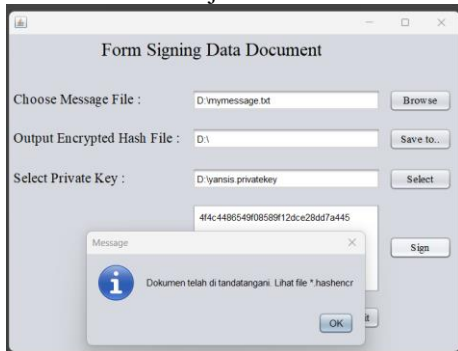 Form Signing Data Document
Choose Message File :
D:\mymessage.txt
Browse
Output Encrypted Hash File :
D:\
Save to..
Select Private Key :
D:\yansis.privatekey
Select
4f4c4486549f08589f12dce28dd7a445
Sign
Message
Dokumen telah di tandatangani. Lihat file *.hashencr
OK